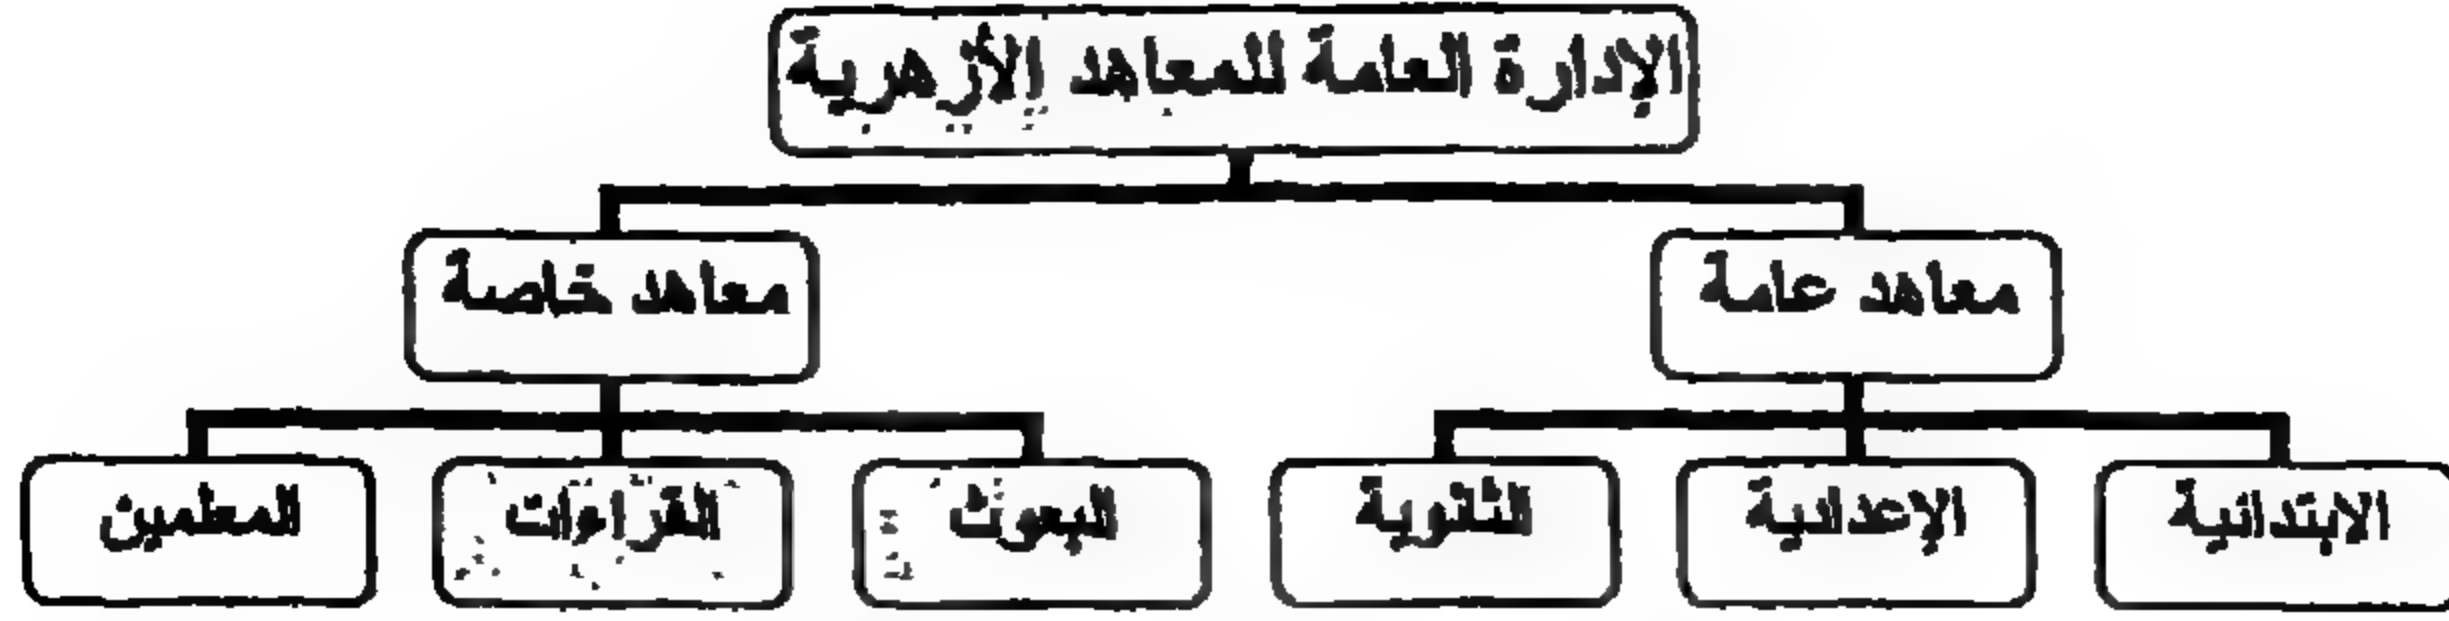 الإدارة العامة للمعاهد الأزهرية
معاهد عامة
معاهد خاصة
الابتدائية
الإعدادية
الثانوية
البعوث
القراءات
المعلمين